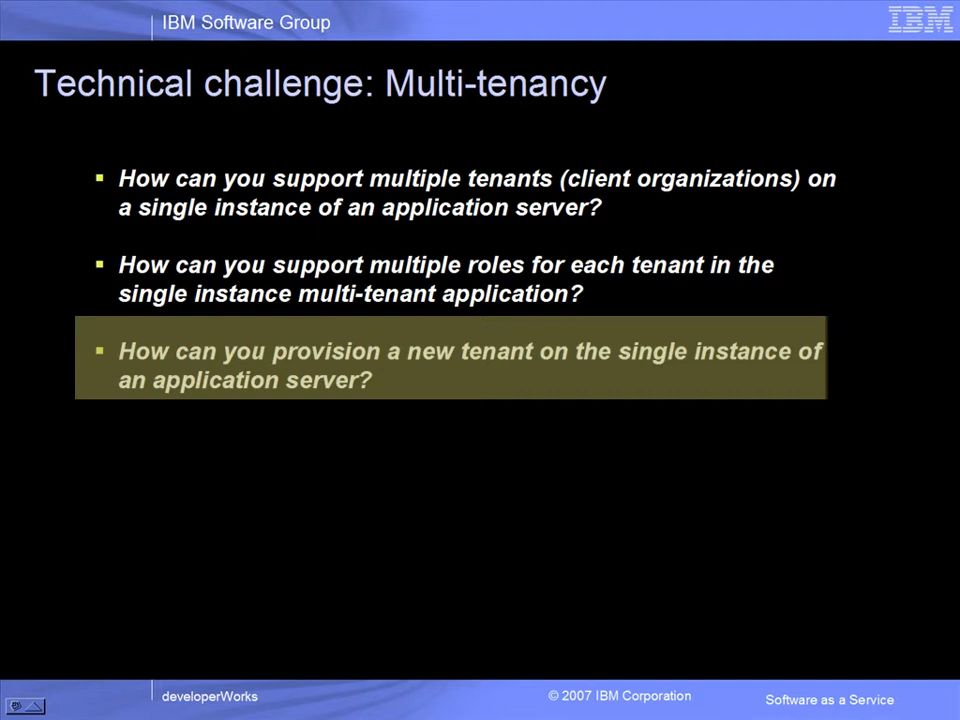 IBM Software Group
IBM
Technical challenge: Multi-tenancy
▪ How can you support multiple tenants (client organizations) on
a single instance of an application server?
▪ How can you support multiple roles for each tenant in the
single instance multi-tenant application?
▪ How can you provision a new tenant on the single instance of
an application server?
developerWorks
© 2007 IBM Corporation
Software as a Service